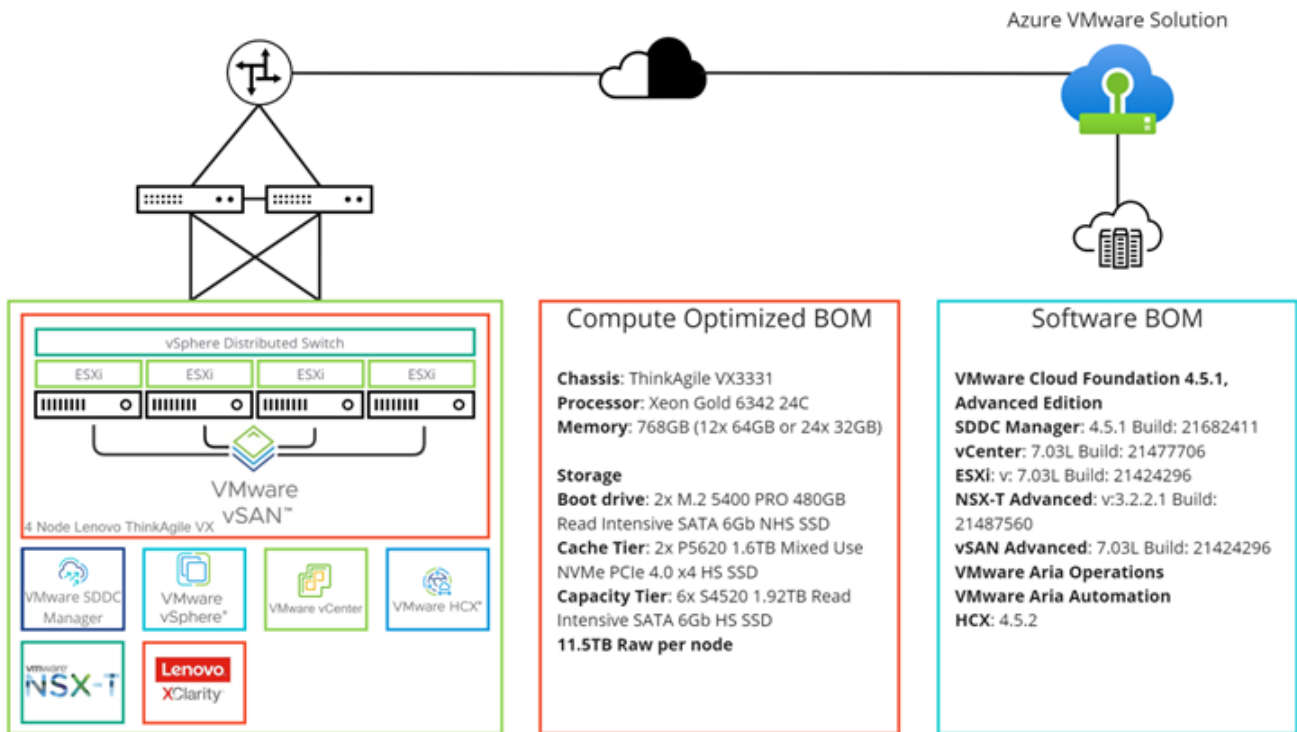 Azure VMware Solution
vSphere Distributed Switch
ESXi ESXi ESXi ESXi
VMware
vSAN™
4 Node Lenovo ThinkAgile VX
VMware SDDC
Manager
VMware
vSphere®
VMware vCenter
VMware HCX®
vmware
NSX-T
Lenovo
XClarity
Compute Optimized BOM
Chassis: ThinkAgile VX3331
Processor: Xeon Gold 6342 24C
Memory: 768GB (12x 64GB or 24x 32GB)
Storage
Boot drive: 2x M.2 5400 PRO 480GB
Read Intensive SATA 6Gb NHS SSD
Cache Tier: 2x P5620 1.6TB Mixed Use
NVMe PCIe 4.0 x4 HS SSD
Capacity Tier: 6x S4520 1.92TB Read
Intensive SATA 6Gb HS SSD
11.5TB Raw per node
Software BOM
VMware Cloud Foundation 4.5.1,
Advanced Edition
SDDC Manager: 4.5.1 Build: 21682411
vCenter: 7.03L Build: 21477706
ESXi: v: 7.03L Build: 21424296
NSX-T Advanced: v:3.2.2.1 Build:
21487560
vSAN Advanced: 7.03L Build: 21424296
VMware Aria Operations
VMware Aria Automation
HCX: 4.5.2